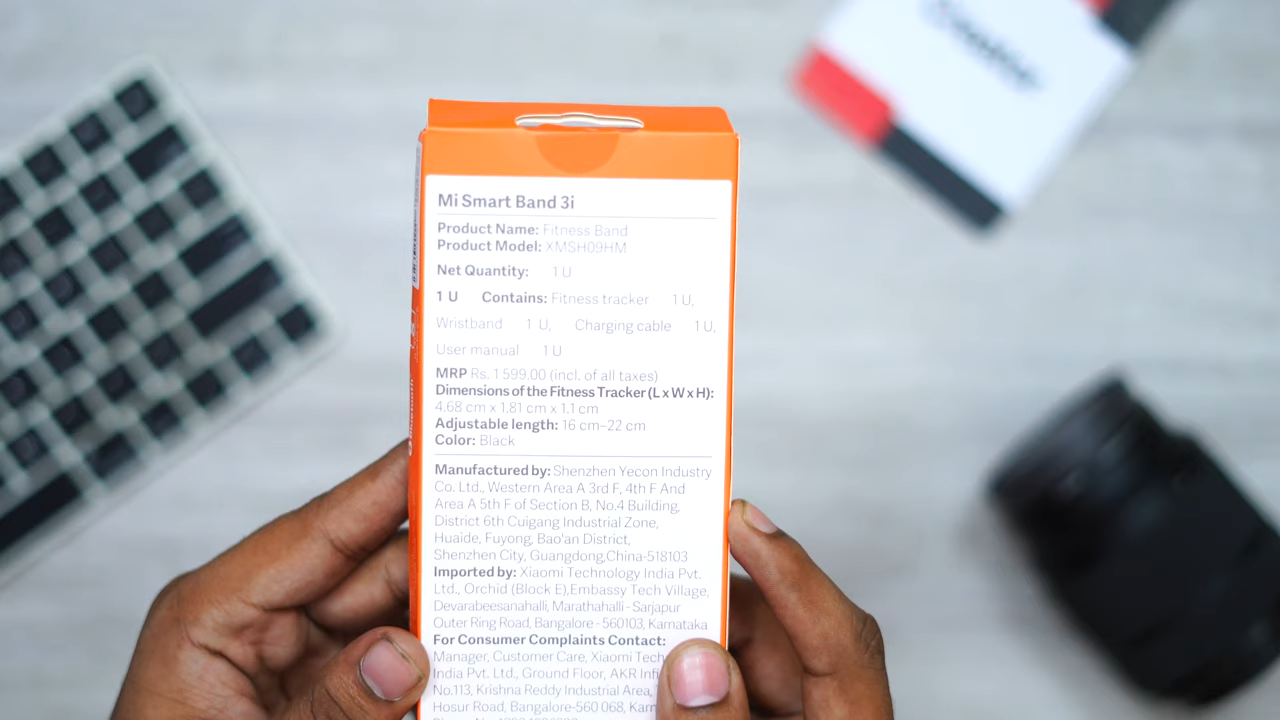 Mi Smart Band 3i
Product Name: Fitness Band
Product Model: XMSH09HM
Net Quantity: 1 U
1 U Contains: Fitness tracker 1 U,
Wristband 1 U, Charging cable 1 U,
User manual 1 U
MRP Rs. 1 599.00 (incl. of all taxes)
Dimensions of the Fitness Tracker (L x W x H):
4.68 cm x 1.81 cm x 1.1 cm
Adjustable length: 16 cm–22 cm
Color: Black
Manufactured by: Shenzhen Yecon Industry
Co. Ltd., Western Area A 3rd F, 4th F And
Area A 5th F of Section B, No.4 Building,
District 6th Cuigang Industrial Zone,
Huaide, Fuyong, Bao'an District,
Shenzhen City, Guangdong,China-518103
Imported by: Xiaomi Technology India Pvt.
Ltd., Orchid (Block E),Embassy Tech Village,
Devarabeesanahalli, Marathahalli - Sarjapur
Outer Ring Road, Bangalore - 560103, Karnataka
For Consumer Complaints Contact:
Manager, Customer Care, Xiaomi Tech
India Pvt. Ltd., Ground Floor, AKR Infi
No.113, Krishna Reddy Industrial Area,
Hosur Road, Bangalore-560 068, Karn